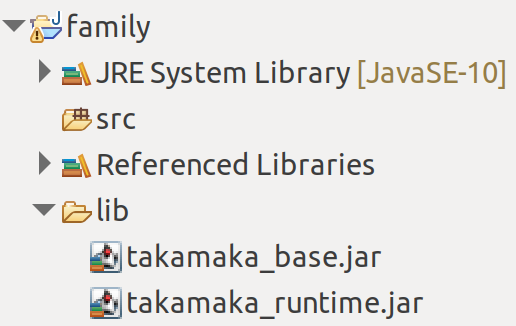 family
JRE System Library [JavaSE-10]
src
Referenced Libraries
lib
takamaka_base.jar
takamaka_runtime.jar